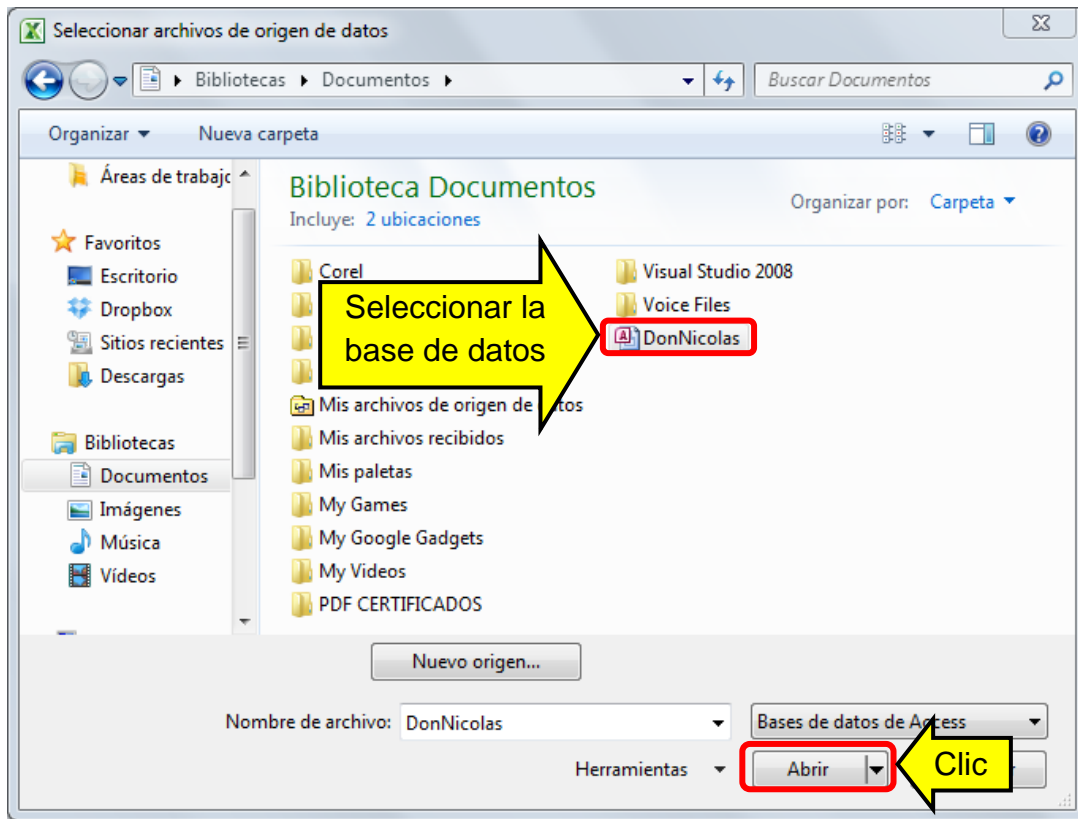 Seleccionar archivos de origen de datos
Bibliotecas Documentos
Buscar Documentos
Organizar
Nueva carpeta
Áreas de trabajo
Favoritos
Escritorio
Dropbox
Sitios recientes
Descargas
Bibliotecas
Documentos
Imágenes
Música
Vídeos
Biblioteca Documentos
Incluye: 2 ubicaciones
Organizar por: Carpeta
Corel
Mis archivos de origen de
Mis archivos recibidos
Mis paletas
My Games
My Google Gadgets
My Videos
PDF CERTIFICADOS
Visual Studio 2008
Voice Files
DonNicolas
Seleccionar la
base de datos
Nuevo origen...
Nombre de archivo: DonNicolas
Bases de datos de Access
Herramientas
Abrir
Clic